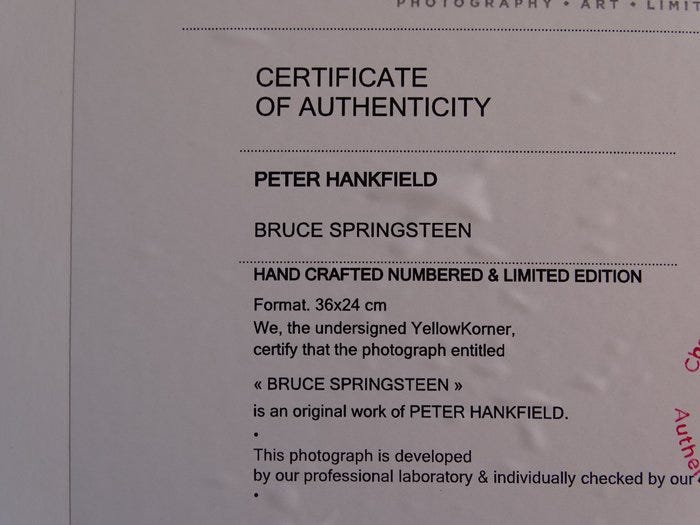 PHOTOGRAPHY • ART • LIMIT
CERTIFICATE
OF AUTHENTICITY
PETER HANKFIELD
BRUCE SPRINGSTEEN
HAND CRAFTED NUMBERED & LIMITED EDITION
Format. 36x24 cm
We, the undersigned YellowKorner,
certify that the photograph entitled
« BRUCE SPRINGSTEEN »
is an original work of PETER HANKFIELD.
•
This photograph is developed
by our professional laboratory & individually checked by our
•
Authe